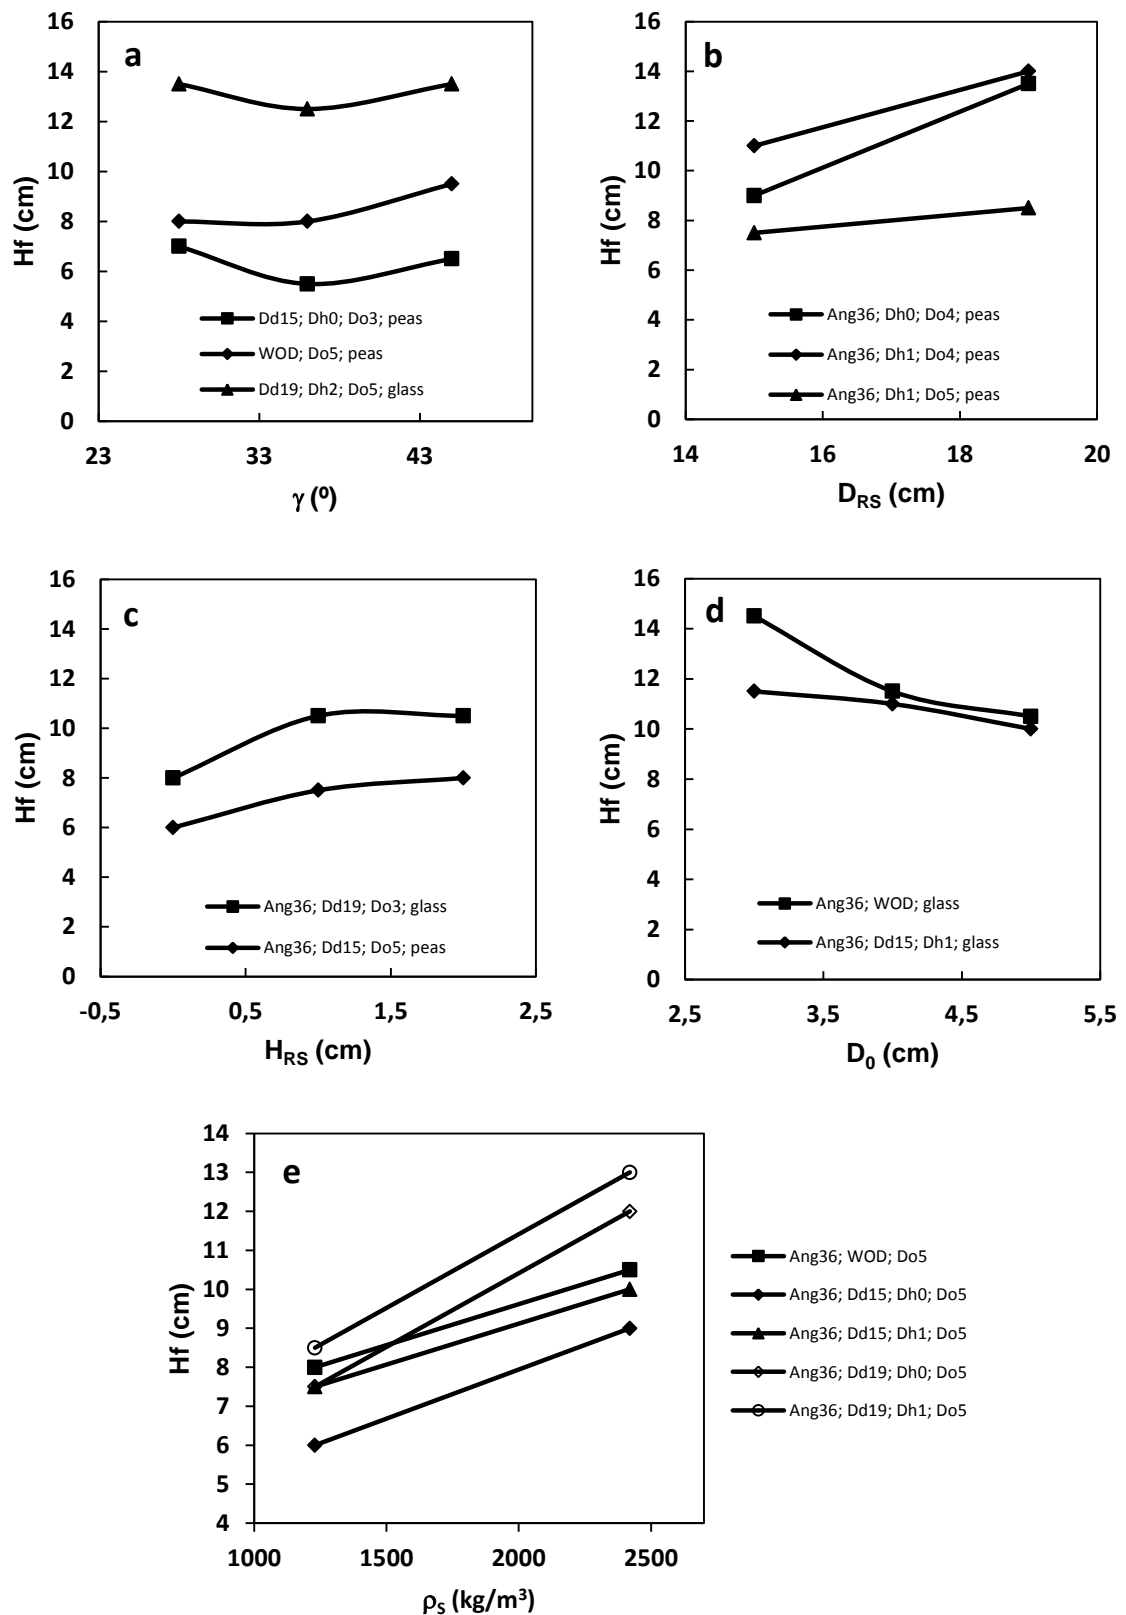 a
16
14
12
10
8
6
4
2
0
Hf (cm)
Dd15; Dh0; Do3; peas
WOD; Do5; peas
Dd19; Dh2; Do5; glass
23 33 43
γ (º)
b
16
14
12
10
8
6
4
2
0
Hf (cm)
Ang36; Dh0; Do4; peas
Ang36; Dh1; Do4; peas
Ang36; Dh1; Do5; peas
14 16 18 20
DRS (cm)
c
16
14
12
10
8
6
4
2
0
Hf (cm)
Ang36; Dd19; Do3; glass
Ang36; Dd15; Do5; peas
-0,5 0,5 1,5 2,5
HRS (cm)
d
16
14
12
10
8
6
4
2
0
Hf (cm)
Ang36; WOD; glass
Ang36; Dd15; Dh1; glass
2,5 3,5 4,5 5,5
D0 (cm)
e
14
13
12
11
10
9
8
7
6
5
4
Hf (cm)
1000 1500 2000 2500
ρS (kg/m³)
Ang36; WOD; Do5
Ang36; Dd15; Dh0; Do5
Ang36; Dd15; Dh1; Do5
Ang36; Dd19; Dh0; Do5
Ang36; Dd19; Dh1; Do5